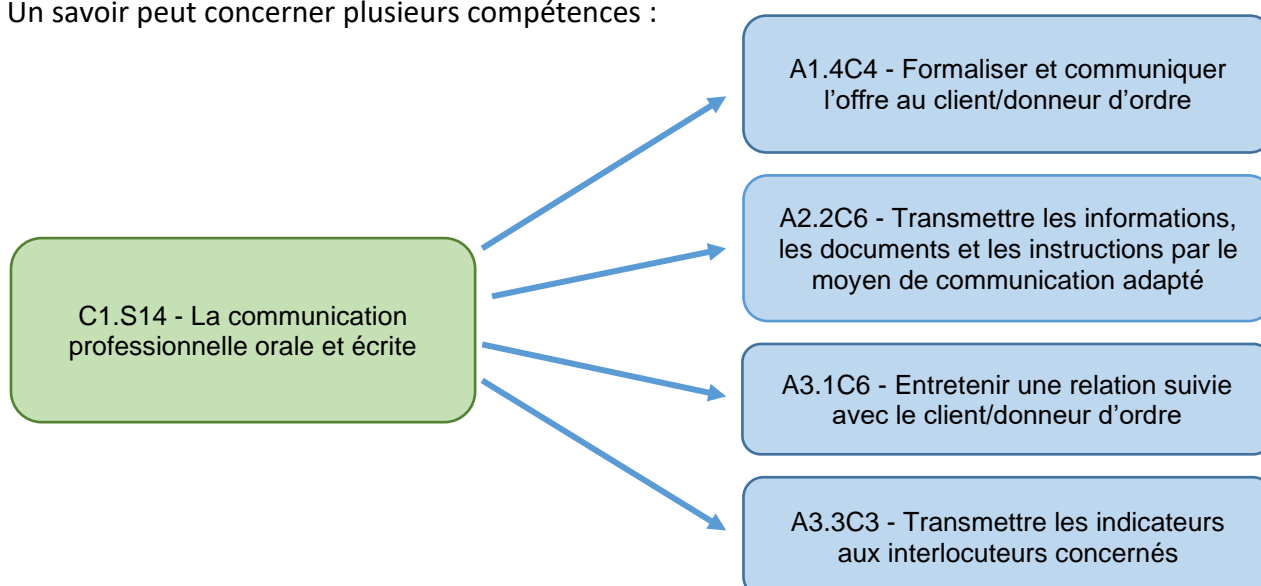 Un savoir peut concerner plusieurs compétences :
A1.4C4 - Formaliser et communiquer
l’offre au client/donneur d’ordre
A2.2C6 - Transmettre les informations,
les documents et les instructions par le
moyen de communication adapté
C1.S14 - La communication
professionnelle orale et écrite
A3.1C6 - Entretenir une relation suivie
avec le client/donneur d’ordre
A3.3C3 - Transmettre les indicateurs
aux interlocuteurs concernés